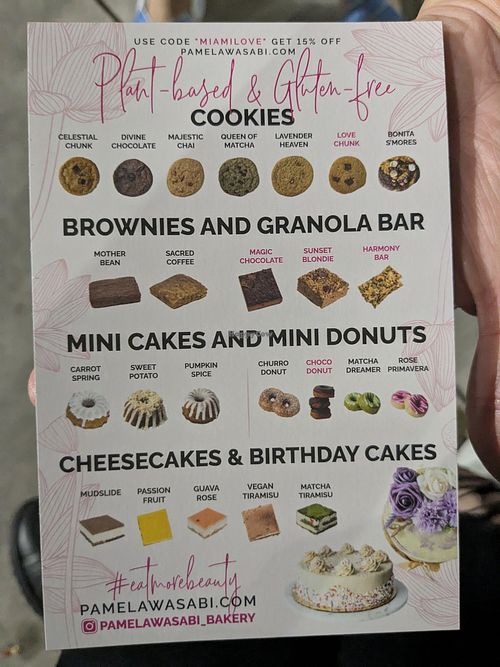 USE CODE "MIAMILOVE" GET 15% OFF
PAMELAWASABI.COM
Plant-based & Gluten-free
COOKIES
CELESTIAL CHUNK
DIVINE CHOCOLATE
MAJESTIC CHAI
QUEEN OF MATCHA
LAVENDER HEAVEN
LOVE CHUNK
BONITA S'MORES
BROWNIES AND GRANOLA BAR
MOTHER BEAN
SACRED COFFEE
MAGIC CHOCOLATE
SUNSET BLONDIE
HARMONY BAR
MINI CAKES AND MINI DONUTS
CARROT SPRING
SWEET POTATO
PUMPKIN SPICE
CHURRO DONUT
CHOCO DONUT
MATCHA DREAMER
ROSE PRIMAVERA
CHEESECAKES & BIRTHDAY CAKES
MUDSLIDE
PASSION FRUIT
GUAVA ROSE
VEGAN TIRAMISU
MATCHA TIRAMISU
#eatmorebeauty
PAMELAWASABI.COM
PAMELAWASABI_BAKERY